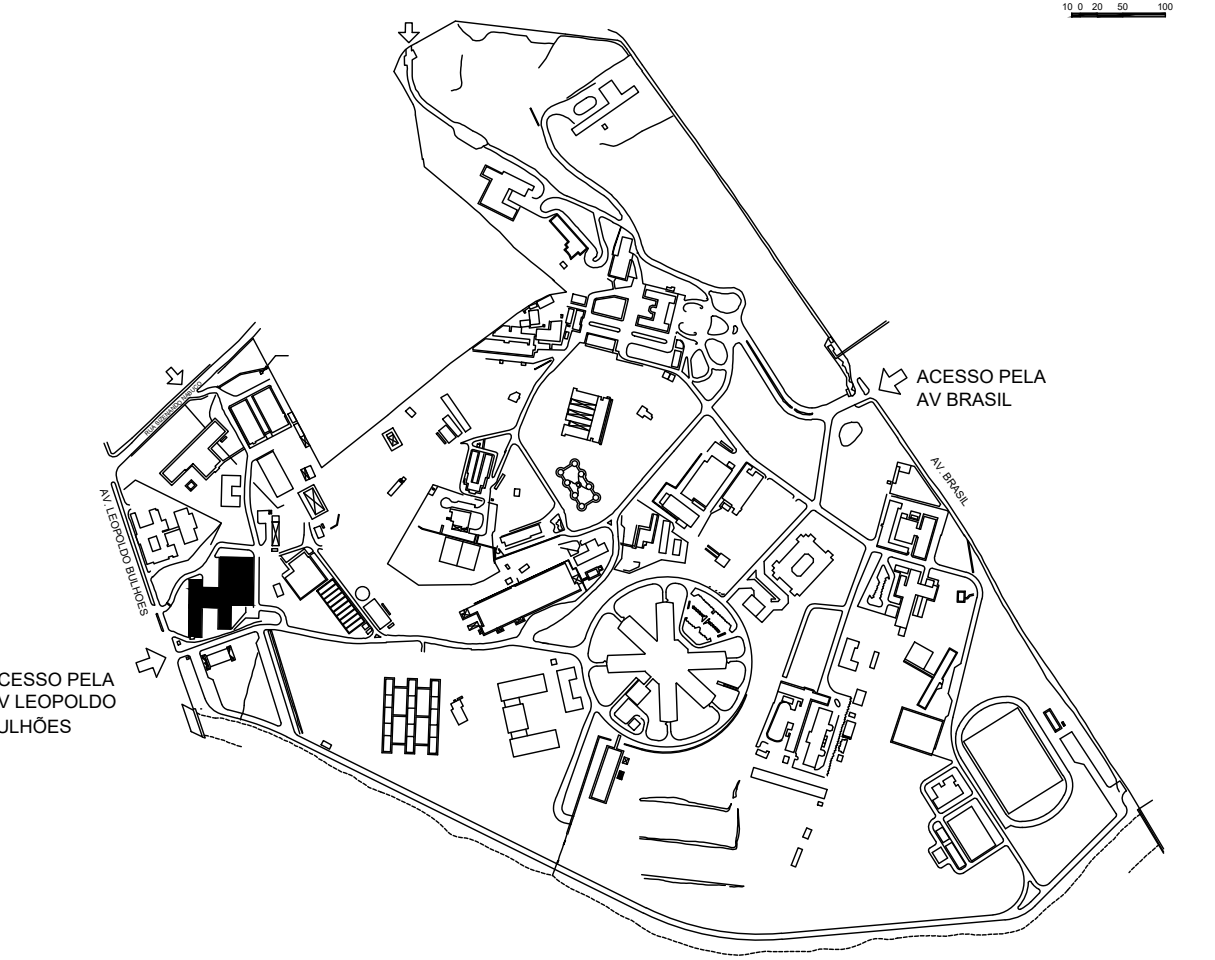 10 0 20 50 100
ACESSO PELA
AV BRASIL
AV. BRASIL
AV. LEOPOLDO BULHOES
CESSO PELA
V LEOPOLDO
ULHÕES